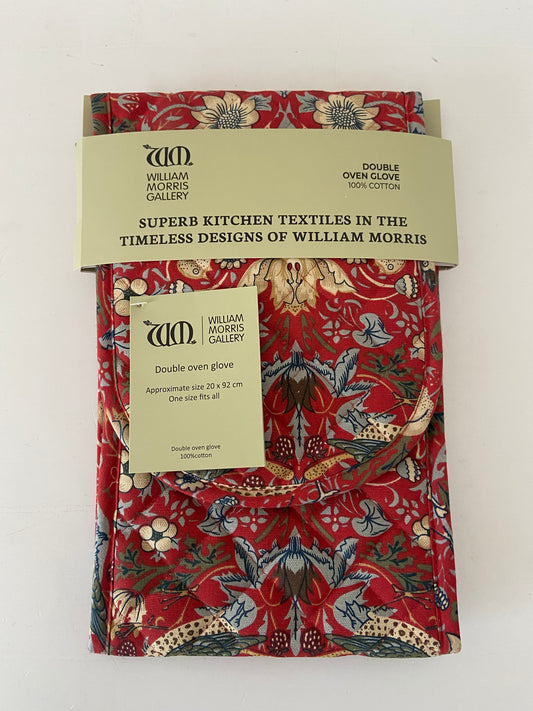 WM
WILLIAM
MORRIS
GALLERY
DOUBLE
OVEN GLOVE
100% COTTON
SUPERB KITCHEN TEXTILES IN THE
TIMELESS DESIGNS OF WILLIAM MORRIS
WM
WILLIAM
MORRIS
GALLERY
Double oven glove
Approximate size 20 x 92 cm
One size fits all
Double oven glove
100%cotton